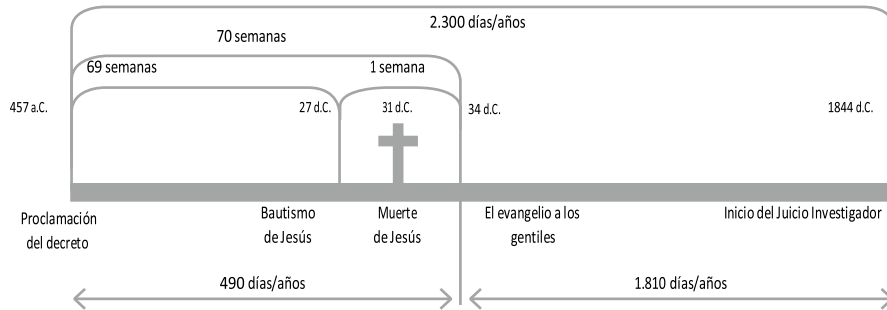 2.300 días/años
70 semanas
69 semanas
1 semana
457 a.C.
27 d.C.
31 d.C.
34 d.C.
1844 d.C.
Proclamación
del decreto
Bautismo
de Jesús
Muerte
de Jesús
El evangelio a los
gentiles
Inicio del Juicio Investigador
490 días/años
1.810 días/años